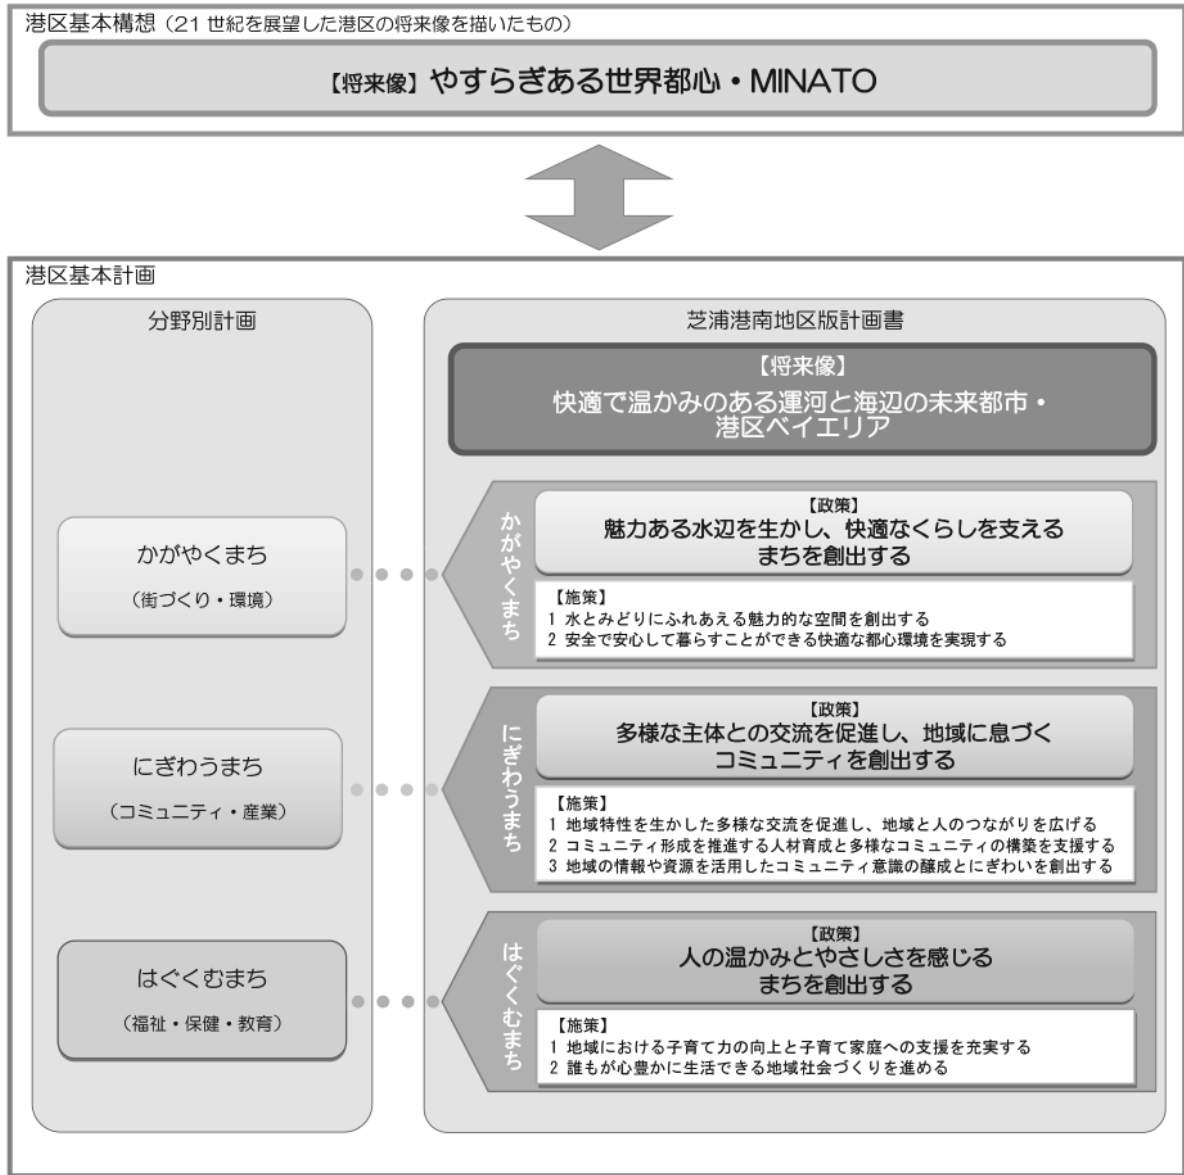 港区基本構想（21 世紀を展望した港区の将来像を描いたもの）
【将来像】やすらぎある世界都心・MINATO
港区基本計画
分野別計画
かがやくまち
（街づくり・環境）
にぎわうまち
（コミュニティ・産業）
はぐくむまち
（福祉・保健・教育）
芝浦港南地区版計画書
【将来像】
快適で温かみのある運河と海辺の未来都市・
港区ベイエリア
かがやくまち
【政策】
魅力ある水辺を生かし、快適なくらしを支える
まちを創出する
【施策】
1 水とみどりにふれあえる魅力的な空間を創出する
2 安全で安心して暮らすことができる快適な都心環境を実現する
にぎわうまち
【政策】
多様な主体との交流を促進し、地域に息づく
コミュニティを創出する
【施策】
1 地域特性を生かした多様な交流を促進し、地域と人のつながりを広げる
2 コミュニティ形成を推進する人材育成と多様なコミュニティの構築を支援する
3 地域の情報や資源を活用したコミュニティ意識の醸成とにぎわいを創出する
はぐくむまち
【政策】
人の温かみとやさしさを感じる
まちを創出する
【施策】
1 地域における子育て力の向上と子育て家庭への支援を充実する
2 誰もが心豊かに生活できる地域社会づくりを進める